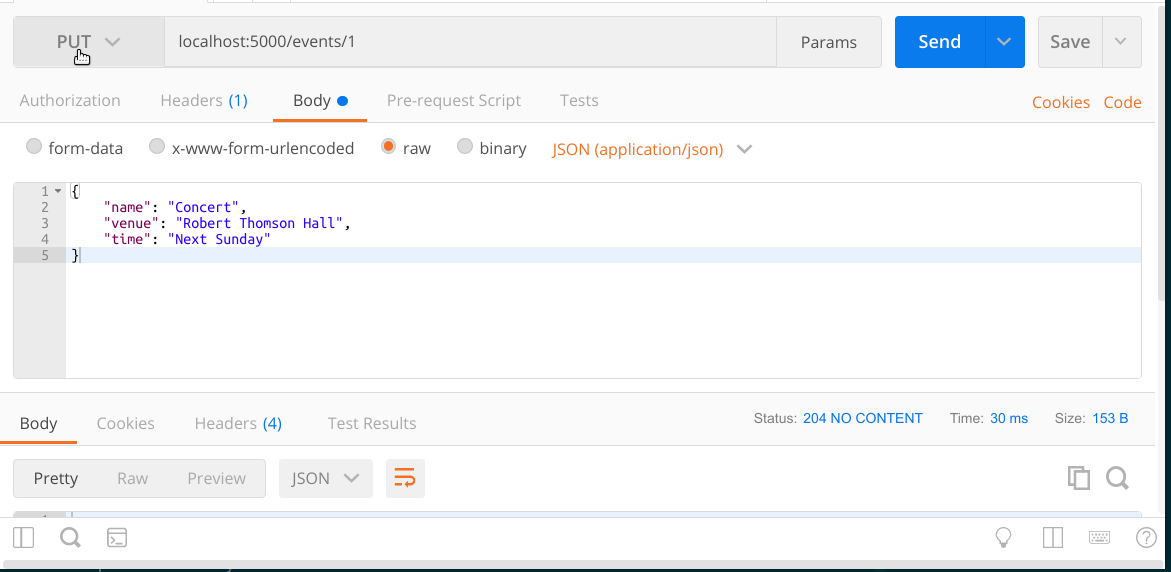 PUT localhost:5000/events/1 Params Send Save
Authorization Headers (1) Body Pre-request Script Tests Cookies Code
form-data x-www-form-urlencoded raw binary JSON (application/json)
1 {
2 "name": "Concert",
3 "venue": "Robert Thomson Hall",
4 "time": "Next Sunday"
5 }
Body Cookies Headers (4) Test Results Status: 204 NO CONTENT Time: 30 ms Size: 153 B
Pretty Raw Preview JSON